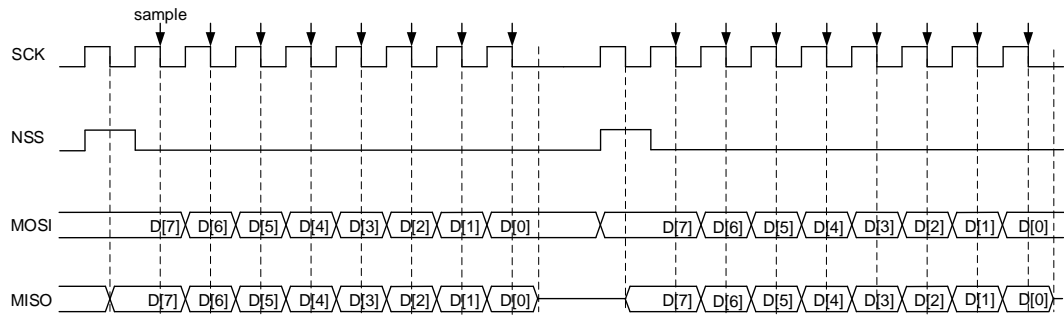 sample
SCK
NSS
MOSI D[7] D[6] D[5] D[4] D[3] D[2] D[1] D[0] D[7] D[6] D[5] D[4] D[3] D[2] D[1] D[0]
MISO D[7] D[6] D[5] D[4] D[3] D[2] D[1] D[0] D[7] D[6] D[5] D[4] D[3] D[2] D[1] D[0]